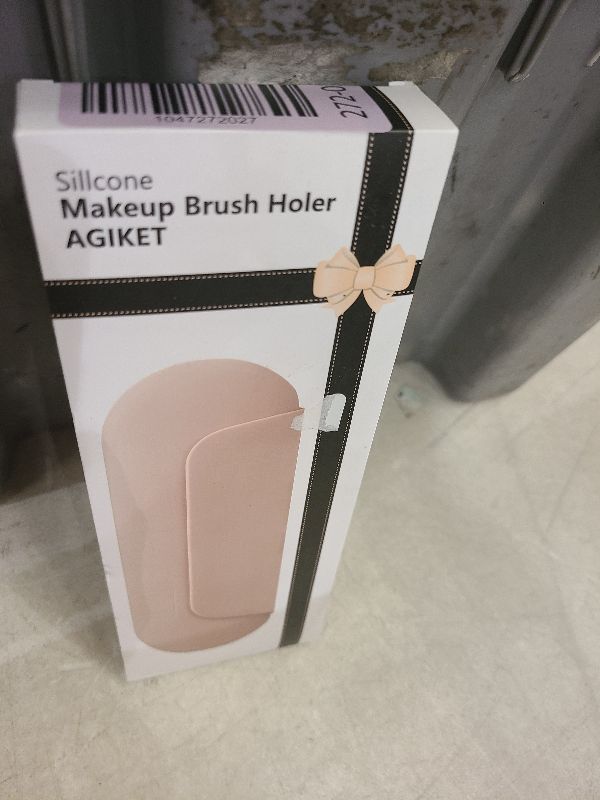 1047272027
272-0
Sillcone
Makeup Brush Holer
AGIKET